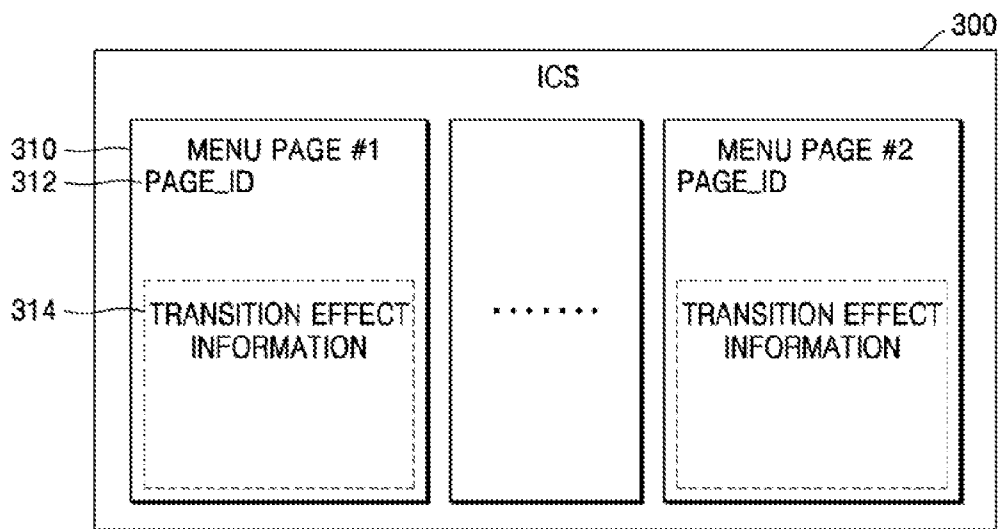 300
ICS
310
MENU PAGE #1
312
PAGE_ID
314
TRANSITION EFFECT
INFORMATION
.......
MENU PAGE #2
PAGE_ID
TRANSITION EFFECT
INFORMATION